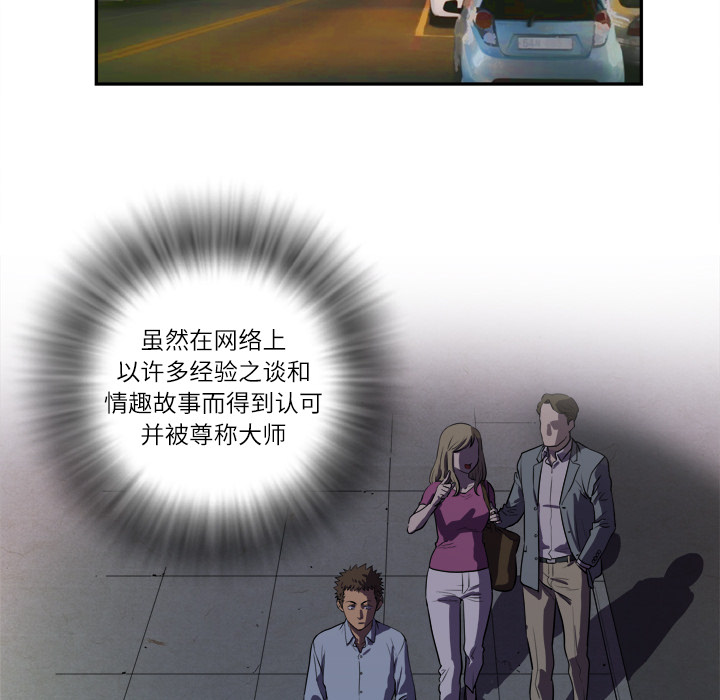 虽然在网络上
以许多经验之谈和
情趣故事而得到认可
并被尊称大师